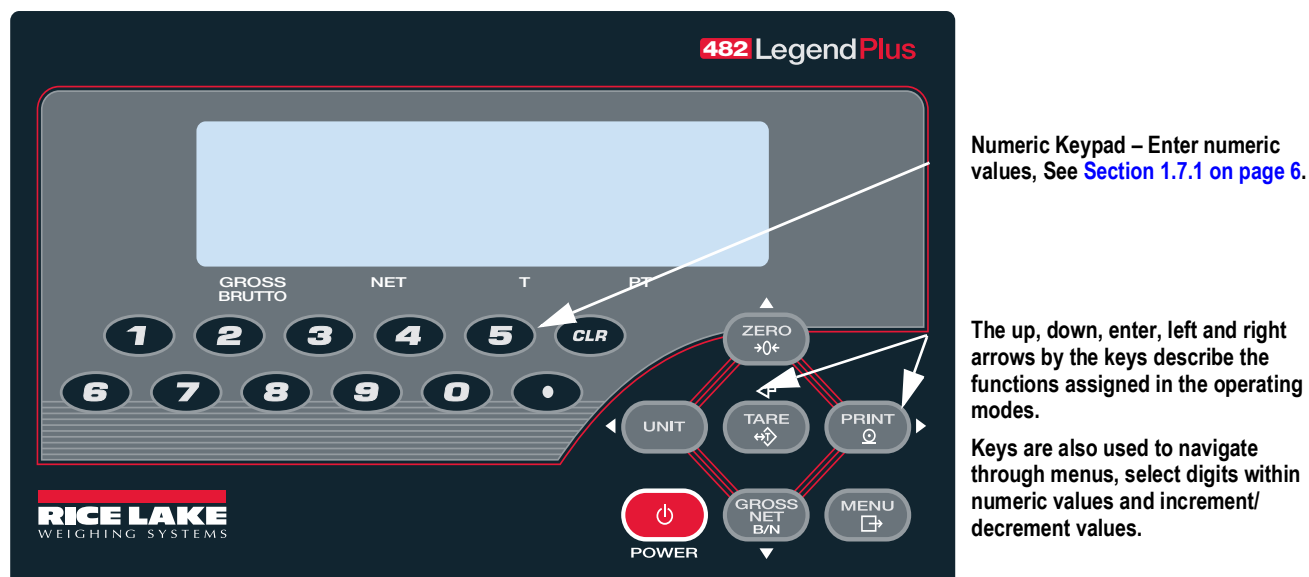 482 LegendPlus
GROSS
BRUTTO
NET
T
PT
1
2
3
4
5
CLR
6
7
8
9
0
•
ZERO
→0←
UNIT
TARE
↔T
PRINT
POWER
GROSS
NET
B/N
MENU
RICE LAKE
WEIGHING SYSTEMS
Numeric Keypad – Enter numeric
values, See Section 1.7.1 on page 6.
The up, down, enter, left and right
arrows by the keys describe the
functions assigned in the operating
modes.
Keys are also used to navigate
through menus, select digits within
numeric values and increment/
decrement values.